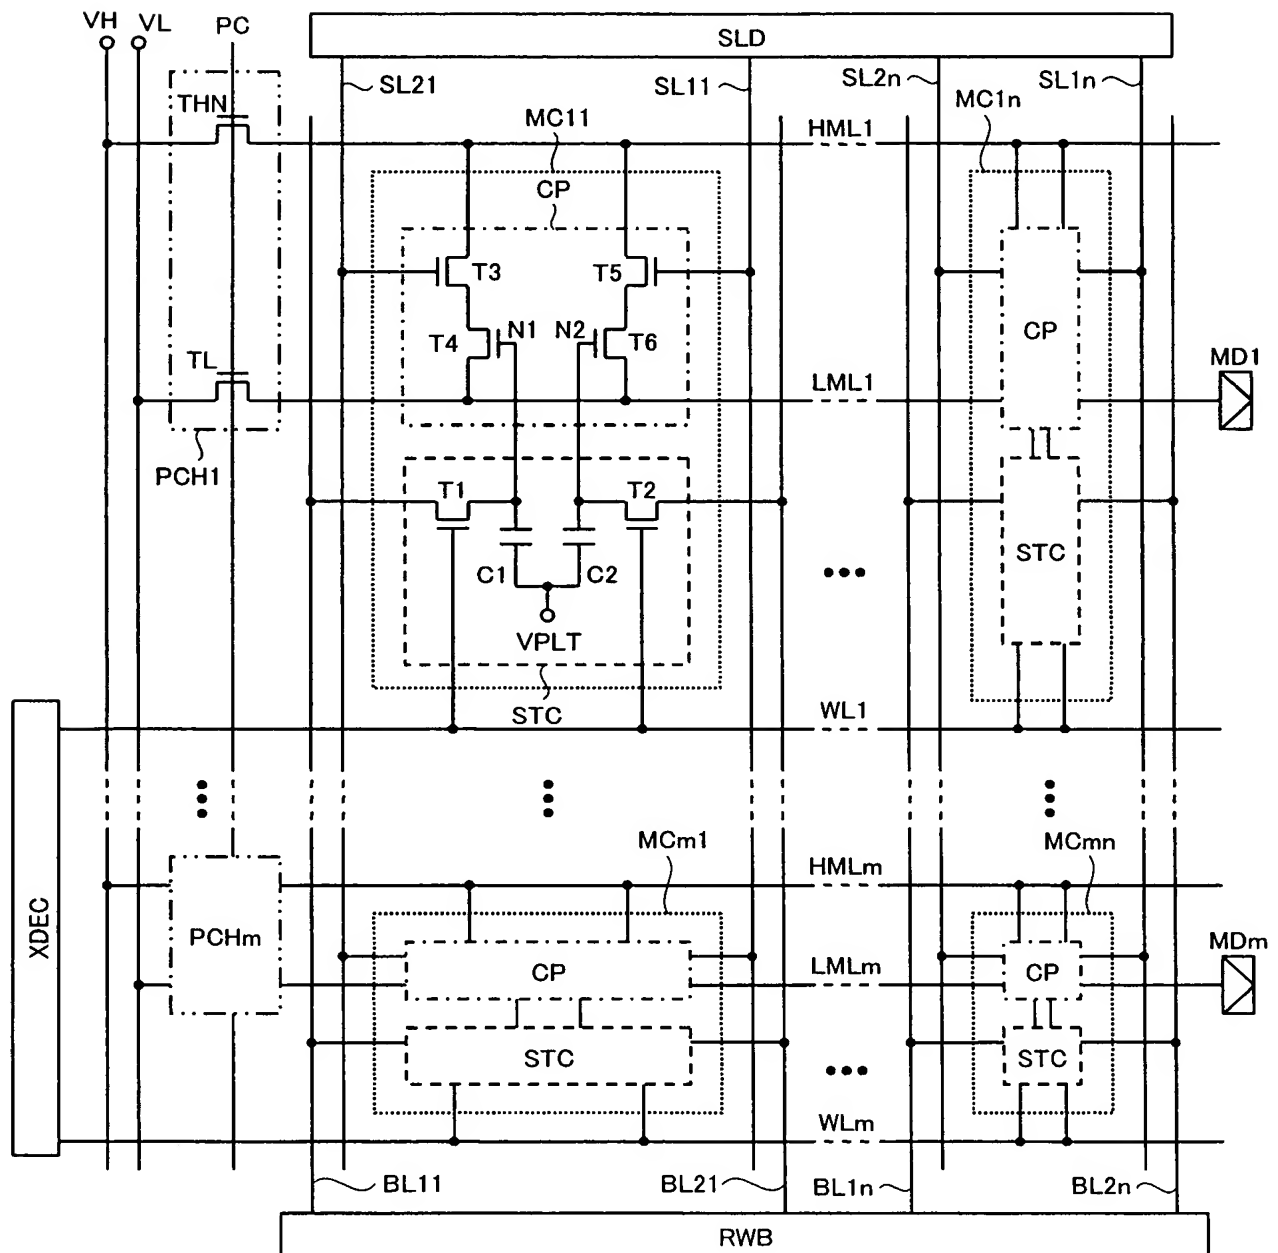 VH VL PC SLD
SL21 SL11 SL2n SL1n
THN MC11 MC1n
HML1
CP
T3 T5
T4 N1 N2 T6 CP
TL MD1
LML1
PCH1
T1 T2
STC
C1 C2
VPLT
STC WL1
MCm1 MCmn
HMLm
XDEC PCHm
CP LMLm CP MDm
STC STC
WLm
BL11 BL21 BL1n BL2n
RWB